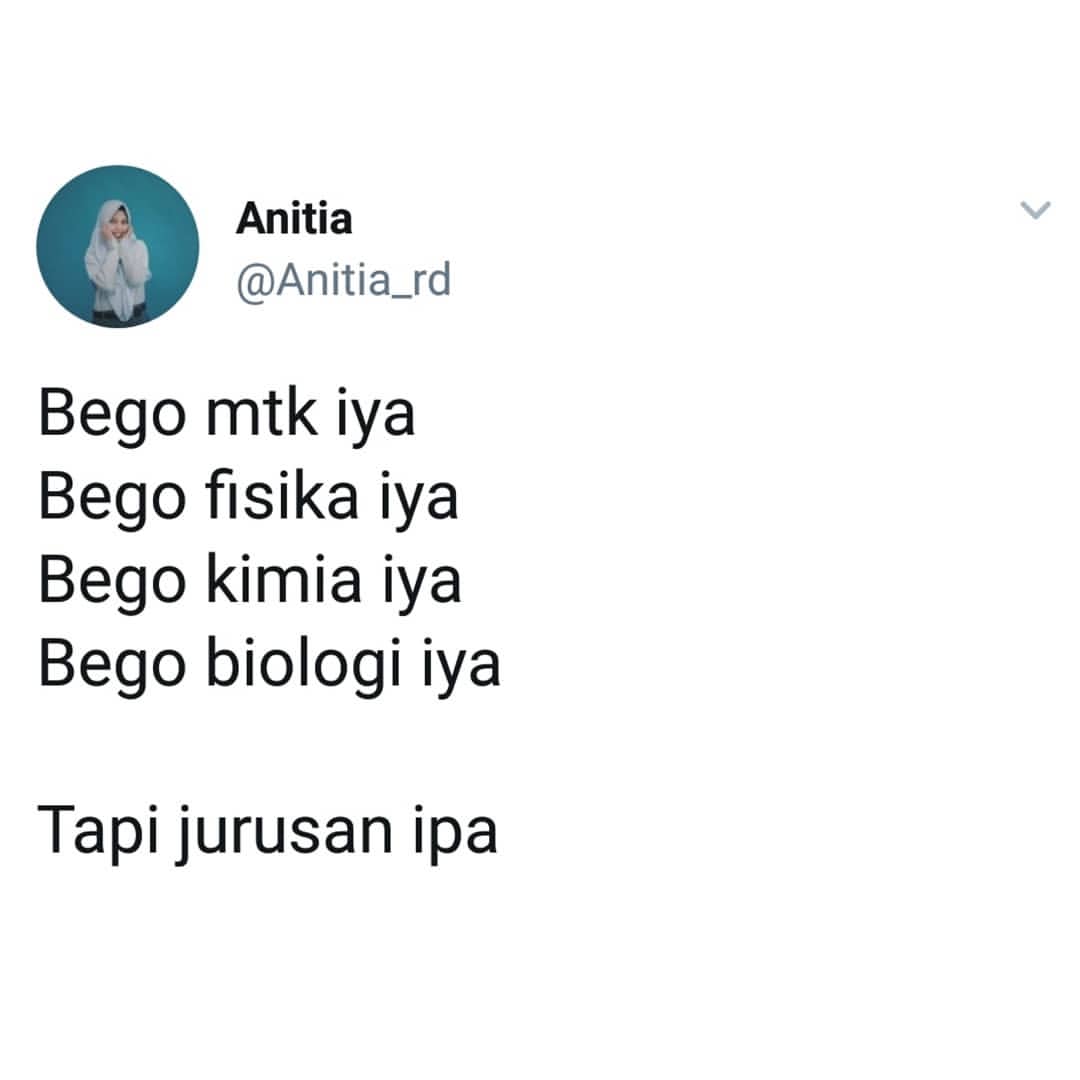 Anitia
@Anitia_rd
Bego mtk iya
Bego fisika iya
Bego kimia iya
Bego biologi iya
Tapi jurusan ipa